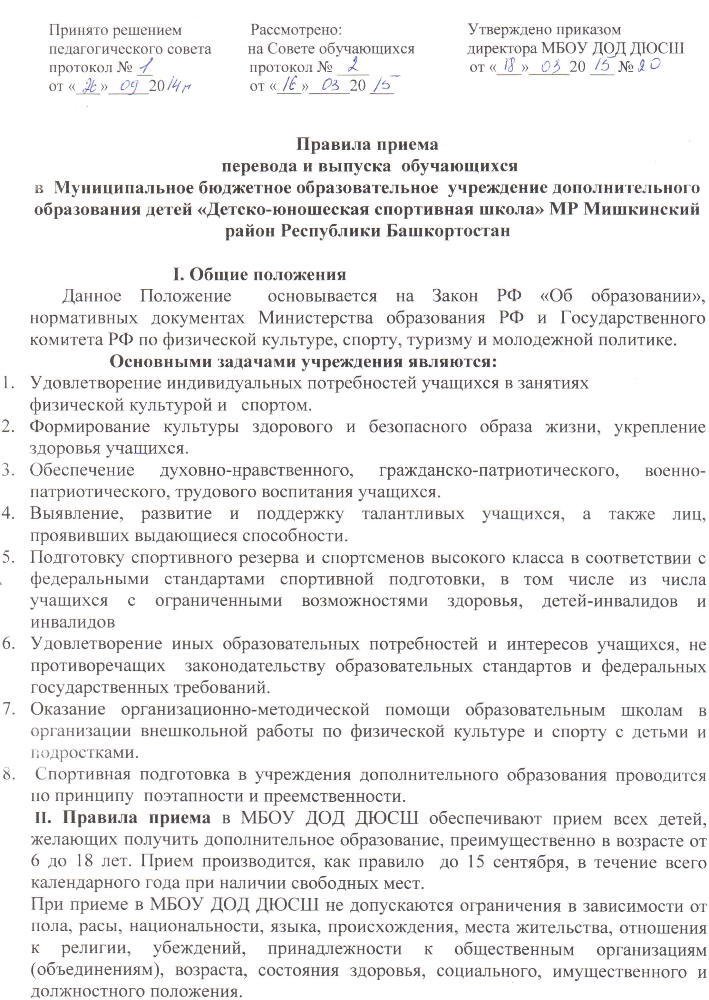 Принято решением Рассмотрено: Утверждено приказом
педагогического совета на Совете обучающихся директора МБОУ ДОД ДЮСШ
протокол № 1 протокол № 2 от «18» 03 20 15 № 20
от «26» 09 2014 г от «16» 03 20 15
Правила приема
перевода и выпуска обучающихся
в Муниципальное бюджетное образовательное учреждение дополнительного
образования детей «Детско-юношеская спортивная школа» МР Мишкинский
район Республики Башкортостан
I. Общие положения
Данное Положение основывается на Закон РФ «Об образовании»,
нормативных документах Министерства образования РФ и Государственного
комитета РФ по физической культуре, спорту, туризму и молодежной политике.
Основными задачами учреждения являются:
1. Удовлетворение индивидуальных потребностей учащихся в занятиях
физической культурой и спортом.
2. Формирование культуры здорового и безопасного образа жизни, укрепление
здоровья учащихся.
3. Обеспечение духовно-нравственного, гражданско-патриотического, военно-
патриотического, трудового воспитания учащихся.
4. Выявление, развитие и поддержку талантливых учащихся, а также лиц,
проявивших выдающиеся способности.
5. Подготовку спортивного резерва и спортсменов высокого класса в соответствии с
федеральными стандартами спортивной подготовки, в том числе из числа
учащихся с ограниченными возможностями здоровья, детей-инвалидов и
инвалидов
6. Удовлетворение иных образовательных потребностей и интересов учащихся, не
противоречащих законодательству образовательных стандартов и федеральных
государственных требований.
7. Оказание организационно-методической помощи образовательным школам в
организации внешкольной работы по физической культуре и спорту с детьми и
подростками.
8. Спортивная подготовка в учреждения дополнительного образования проводится
по принципу поэтапности и преемственности.
II. Правила приема в МБОУ ДОД ДЮСШ обеспечивают прием всех детей,
желающих получить дополнительное образование, преимущественно в возрасте от
6 до 18 лет. Прием производится, как правило до 15 сентября, в течение всего
календарного года при наличии свободных мест.
При приеме в МБОУ ДОД ДЮСШ не допускаются ограничения в зависимости от
пола, расы, национальности, языка, происхождения, места жительства, отношения
к религии, убеждений, принадлежности к общественным организациям
(объединениям), возраста, состояния здоровья, социального, имущественного и
должностного положения.